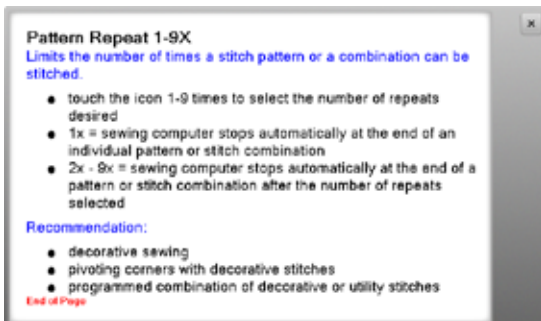 Pattern Repeat 1-9X
Limits the number of times a stitch pattern or a combination can be
stitched.
● touch the icon 1-9 times to select the number of repeats
desired
● 1x = sewing computer stops automatically at the end of an
individual pattern or stitch combination
● 2x - 9x = sewing computer stops automatically at the end of a
pattern or stitch combination after the number of repeats
selected
Recommendation:
● decorative sewing
● pivoting corners with decorative stitches
● programmed combination of decorative or utility stitches
End of Page